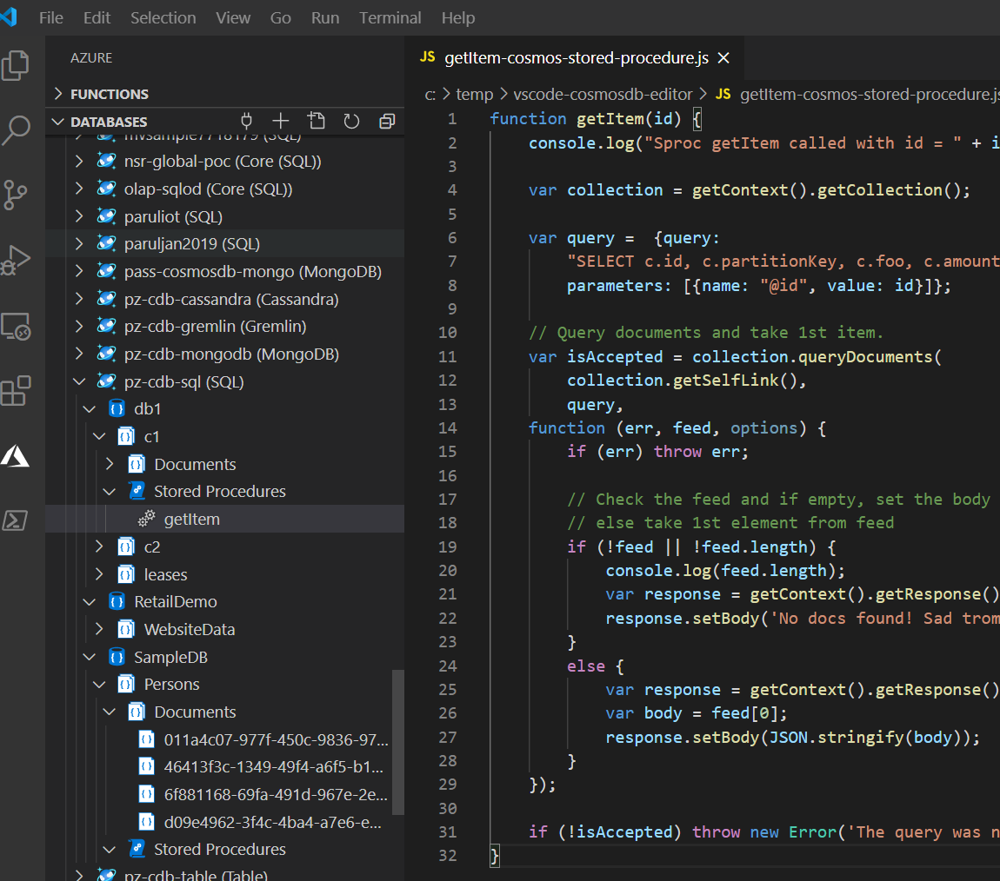 File Edit Selection View Go Run Terminal Help
AZURE
FUNCTIONS
DATABASES
mvsample7718179 (SQL)
nsr-global-poc (Core (SQL))
olap-sqlod (Core (SQL))
paruliot (SQL)
paruljan2019 (SQL)
pass-cosmosdb-mongo (MongoDB)
pz-cdb-cassandra (Cassandra)
pz-cdb-gremlin (Gremlin)
pz-cdb-mongodb (MongoDB)
pz-cdb-sql (SQL)
db1
c1
Documents
Stored Procedures
getItem
c2
leases
RetailDemo
WebsiteData
SampleDB
Persons
Documents
011a4c07-977f-450c-9836-97...
46413f3c-1349-49f4-a6f5-b1...
6f881168-69fa-491d-967e-2e...
d09e4962-3f4c-4ba4-a7e6-e...
Stored Procedures
pz-cdb-table (Table)
JS getItem-cosmos-stored-procedure.js
c: > temp > vscode-cosmosdb-editor > JS getItem-cosmos-stored-procedure.js
1 function getItem(id) {
2 console.log("Sproc getItem called with id = " + i
3
4 var collection = getContext().getCollection();
5
6 var query = {query:
7 "SELECT c.id, c.partitionKey, c.foo, c.amount
8 parameters: [{name: "@id", value: id}]};
9
10 // Query documents and take 1st item.
11 var isAccepted = collection.queryDocuments(
12 collection.getSelfLink(),
13 query,
14 function (err, feed, options) {
15 if (err) throw err;
16
17 // Check the feed and if empty, set the body
18 // else take 1st element from feed
19 if (!feed || !feed.length) {
20 console.log(feed.length);
21 var response = getContext().getResponse()
22 response.setBody('No docs found! Sad trom
23 }
24 else {
25 var response = getContext().getResponse()
26 var body = feed[0];
27 response.setBody(JSON.stringify(body));
28 }
29 });
30
31 if (!isAccepted) throw new Error('The query was n
32 }